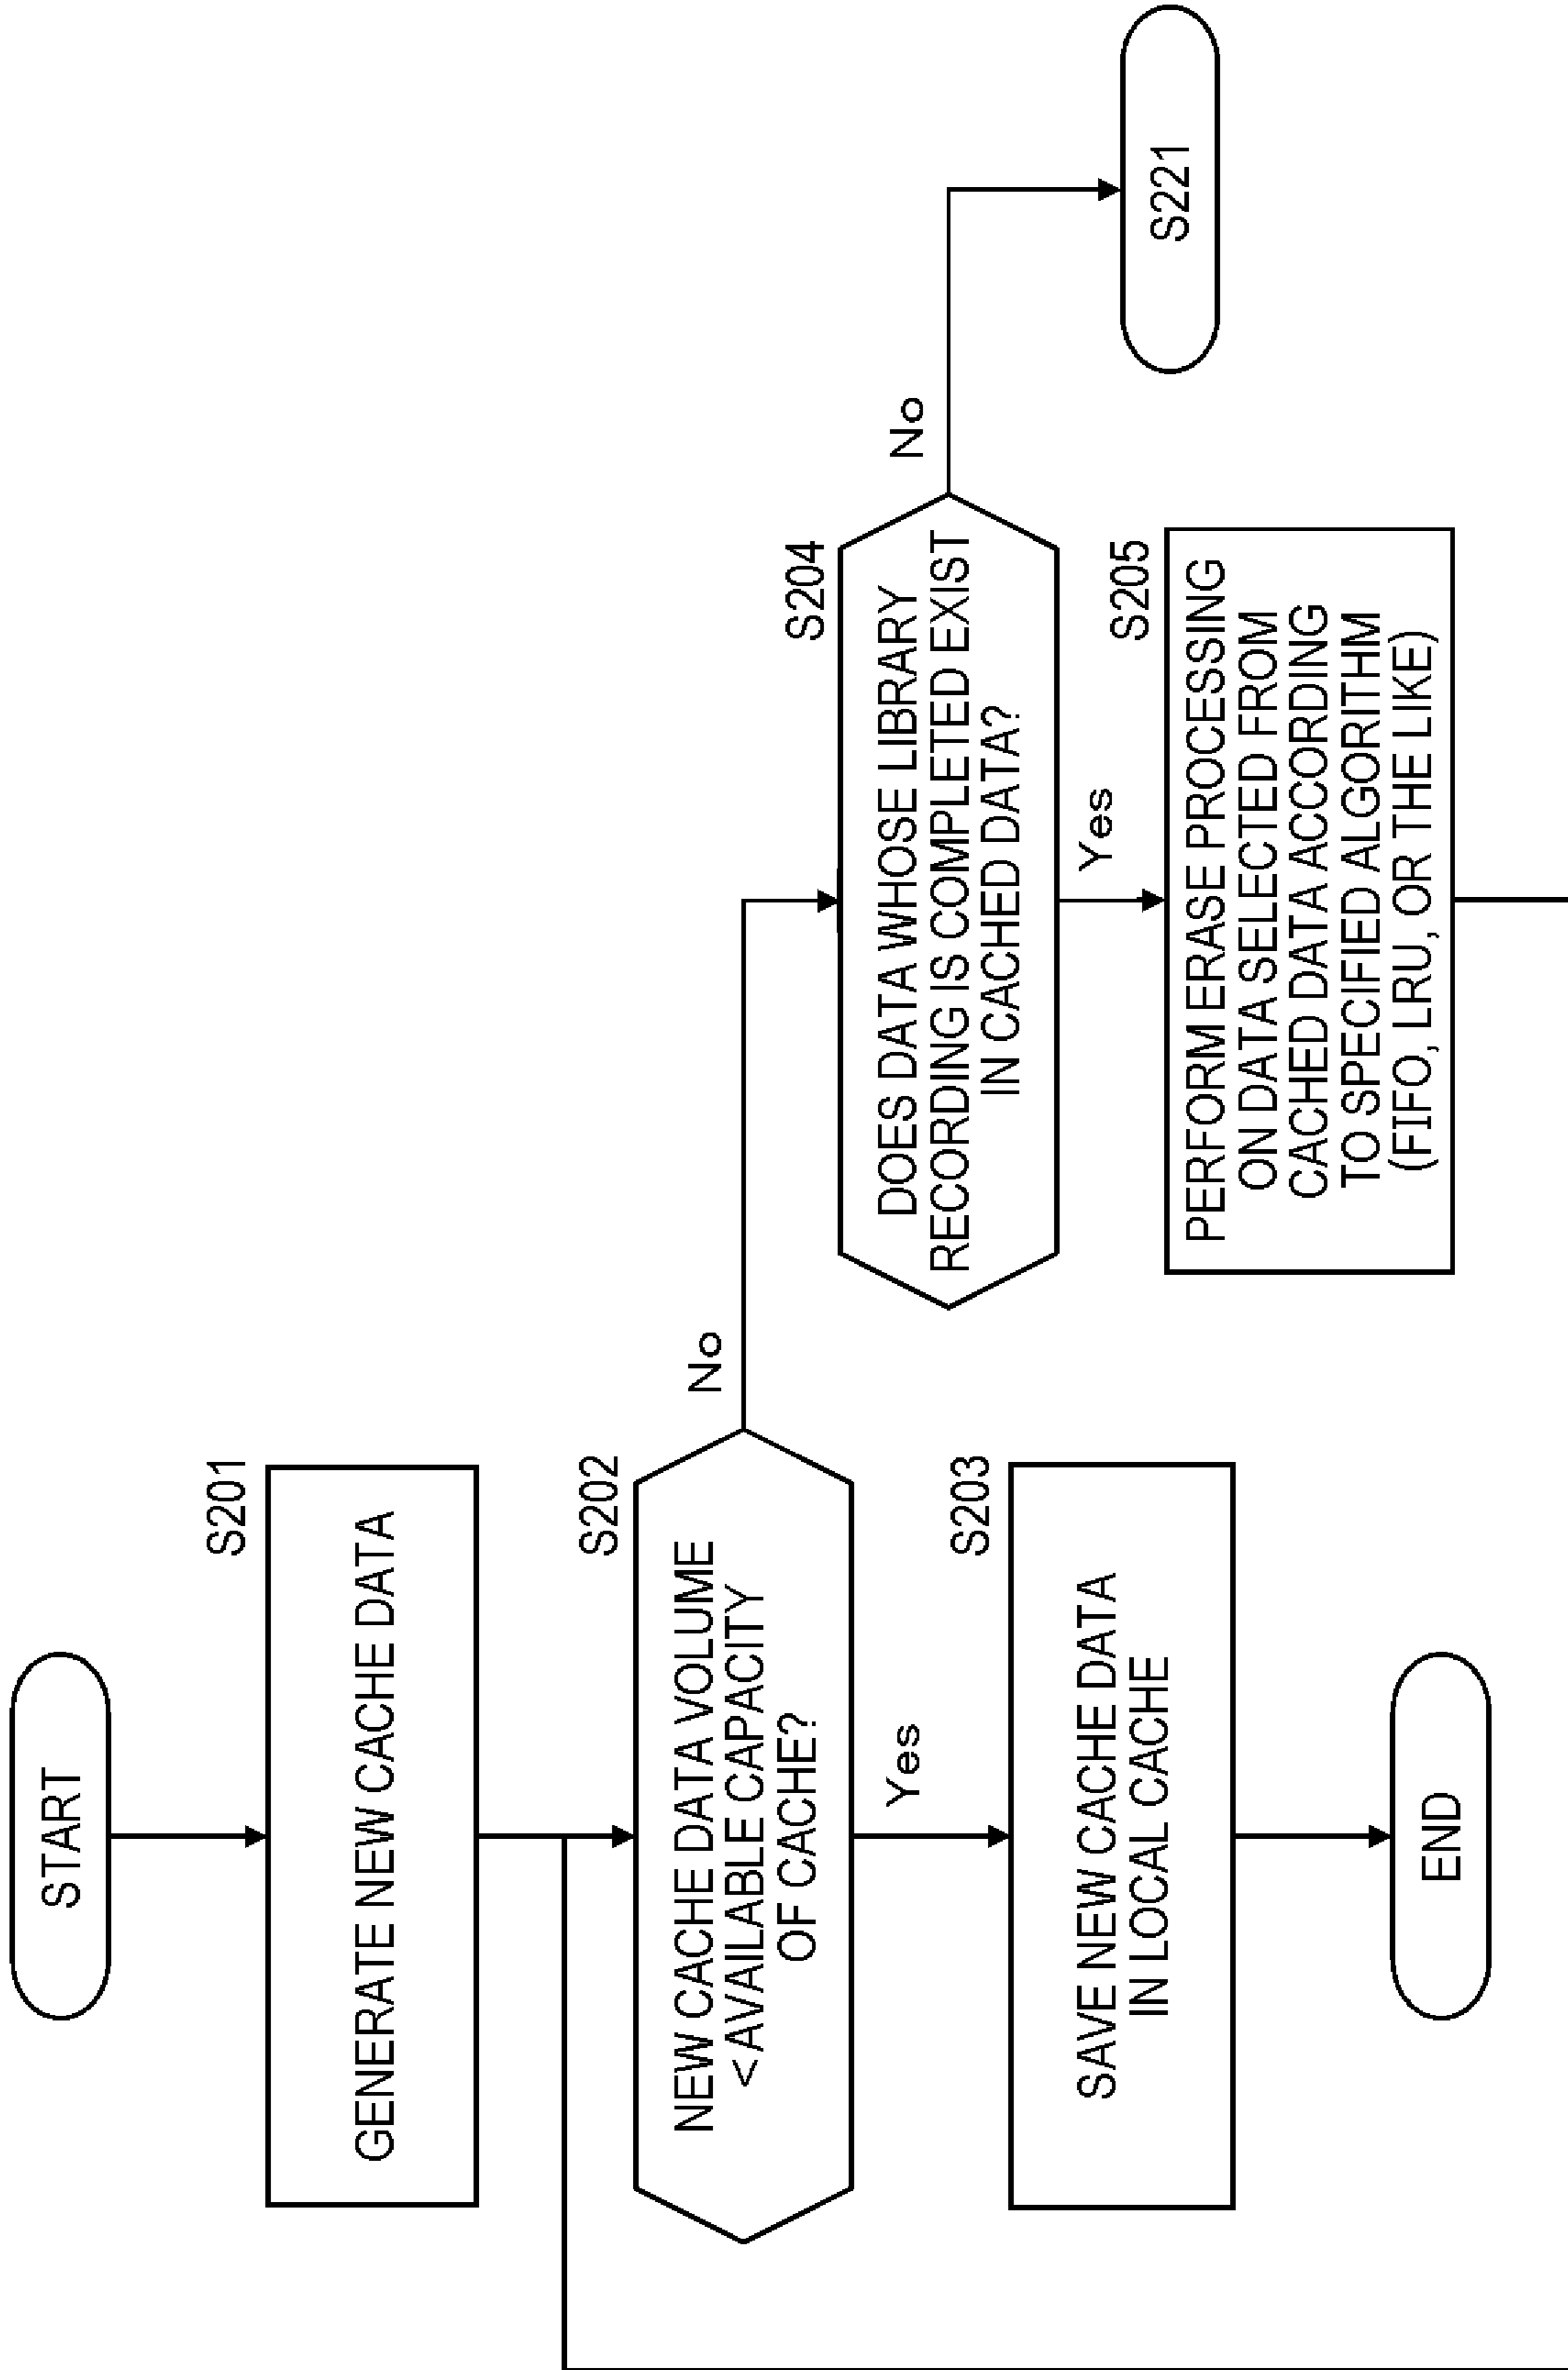 START
S201
GENERATE NEW CACHE DATA
S202
NEW CACHE DATA VOLUME
<AVAILABLE CAPACITY
OF CACHE?
No
Yes
S203
SAVE NEW CACHE DATA
IN LOCAL CACHE
END
S204
DOES DATA WHOSE LIBRARY
RECORDING IS COMPLETED EXIST
IN CACHED DATA?
No
Yes
S221
S205
PERFORM ERASE PROCESSING
ON DATA SELECTED FROM
CACHED DATA ACCORDING
TO SPECIFIED ALGORITHM
(FIFO, LRU, OR THE LIKE)